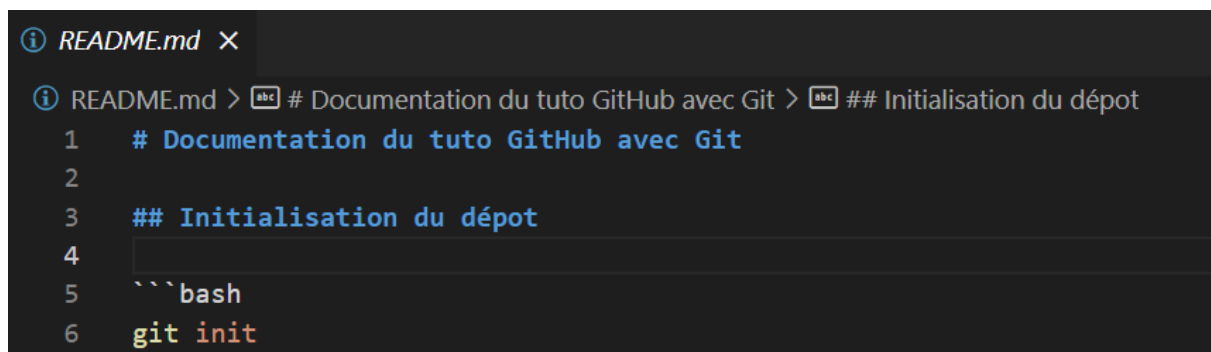 README.md ×
README.md > # Documentation du tuto GitHub avec Git > ## Initialisation du dépot
1 # Documentation du tuto GitHub avec Git
2
3 ## Initialisation du dépot
4
5 ```bash
6 git init